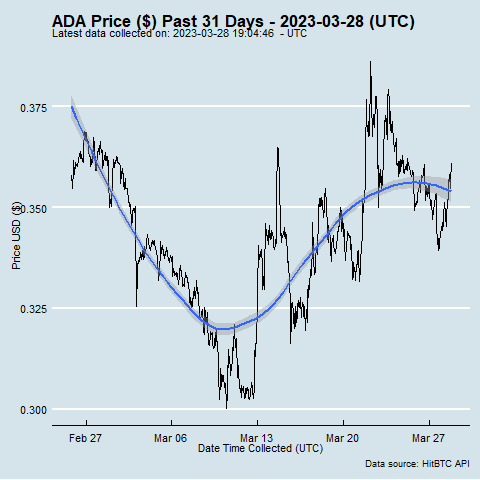 ADA Price ($) Past 31 Days - 2023-03-28 (UTC)
Latest data collected on: 2023-03-28 19:04:46 - UTC
0.375
0.350
0.325
0.300
Price USD ($)
Feb 27 Mar 06 Mar 13 Mar 20 Mar 27
Date Time Collected (UTC)
Data source: HitBTC API